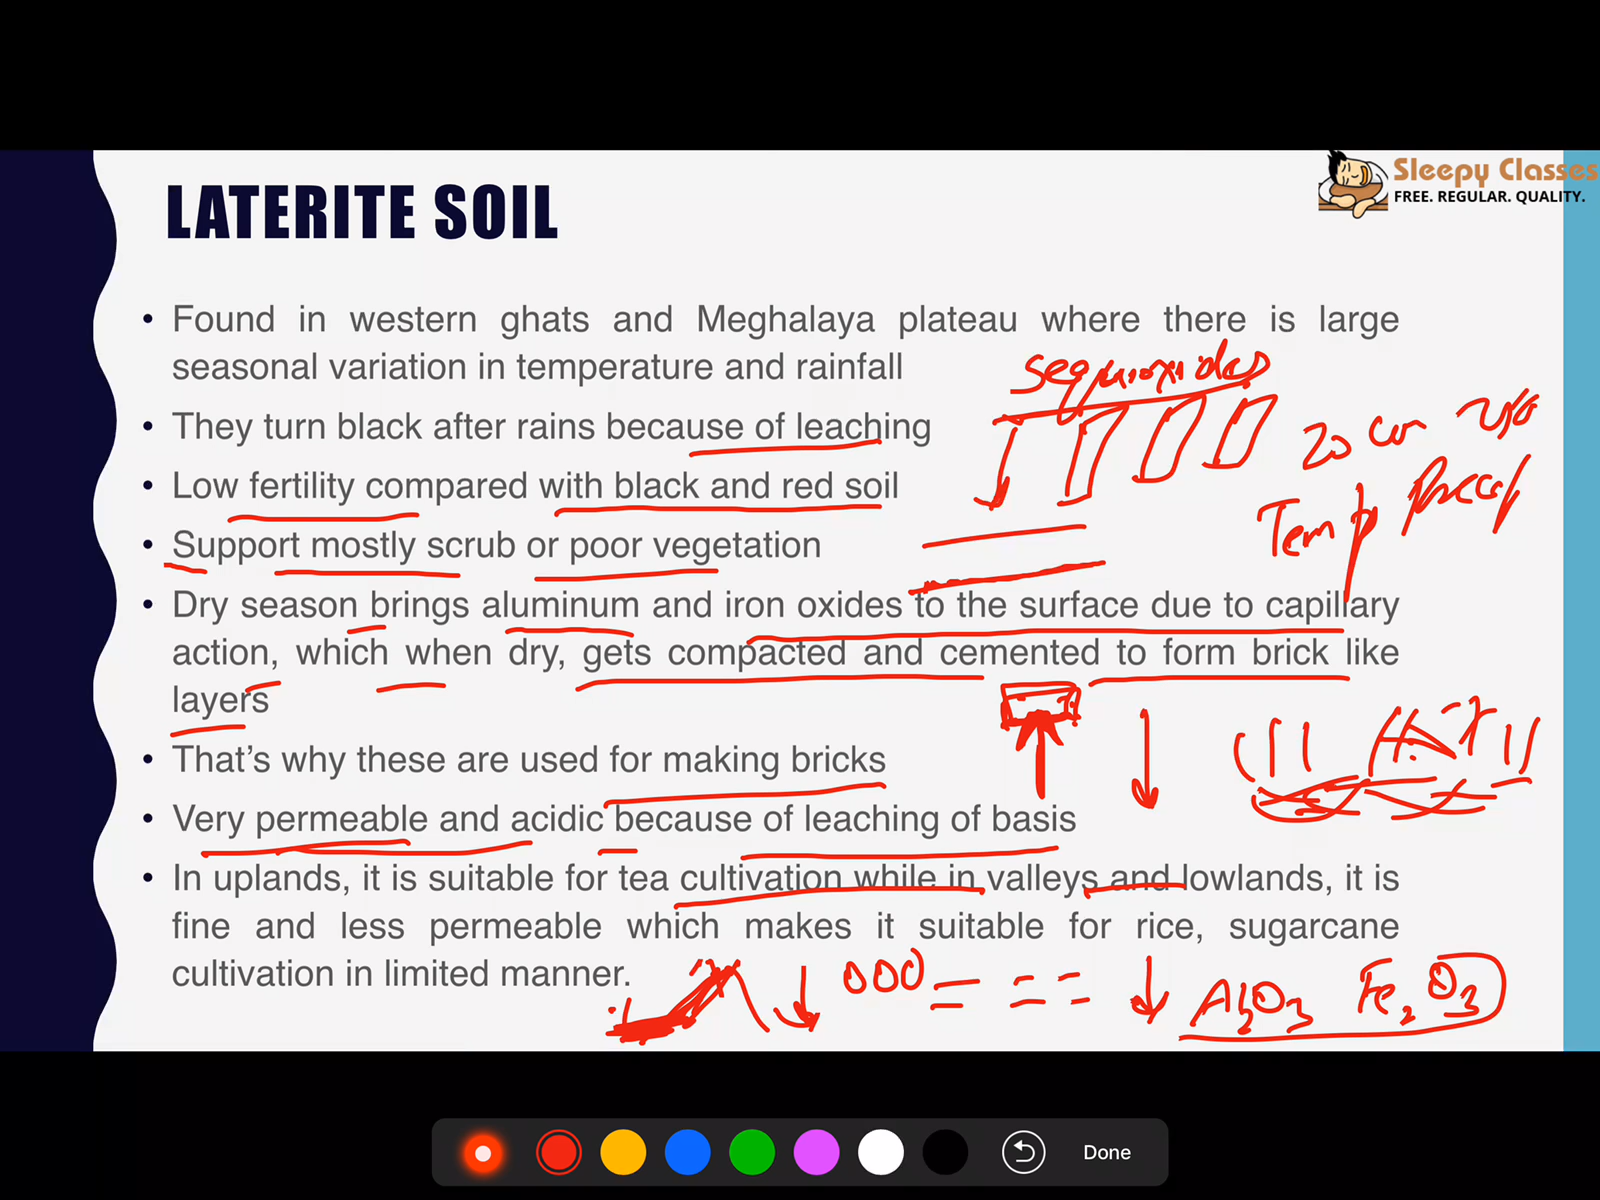 Sleepy Classes
FREE. REGULAR. QUALITY.
LATERITE SOIL
• Found in western ghats and Meghalaya plateau where there is large
seasonal variation in temperature and rainfall
sequioxides
• They turn black after rains because of leaching
20 cm
• Low fertility compared with black and red soil
Temp
• Support mostly scrub or poor vegetation
• Dry season brings aluminum and iron oxides to the surface due to capillary
action, which when dry, gets compacted and cemented to form brick like
layers
• That's why these are used for making bricks
• Very permeable and acidic because of leaching of basis
• In uplands, it is suitable for tea cultivation while in valleys and lowlands, it is
fine and less permeable which makes it suitable for rice, sugarcane
cultivation in limited manner.
Al2O3 Fe2O3
Done